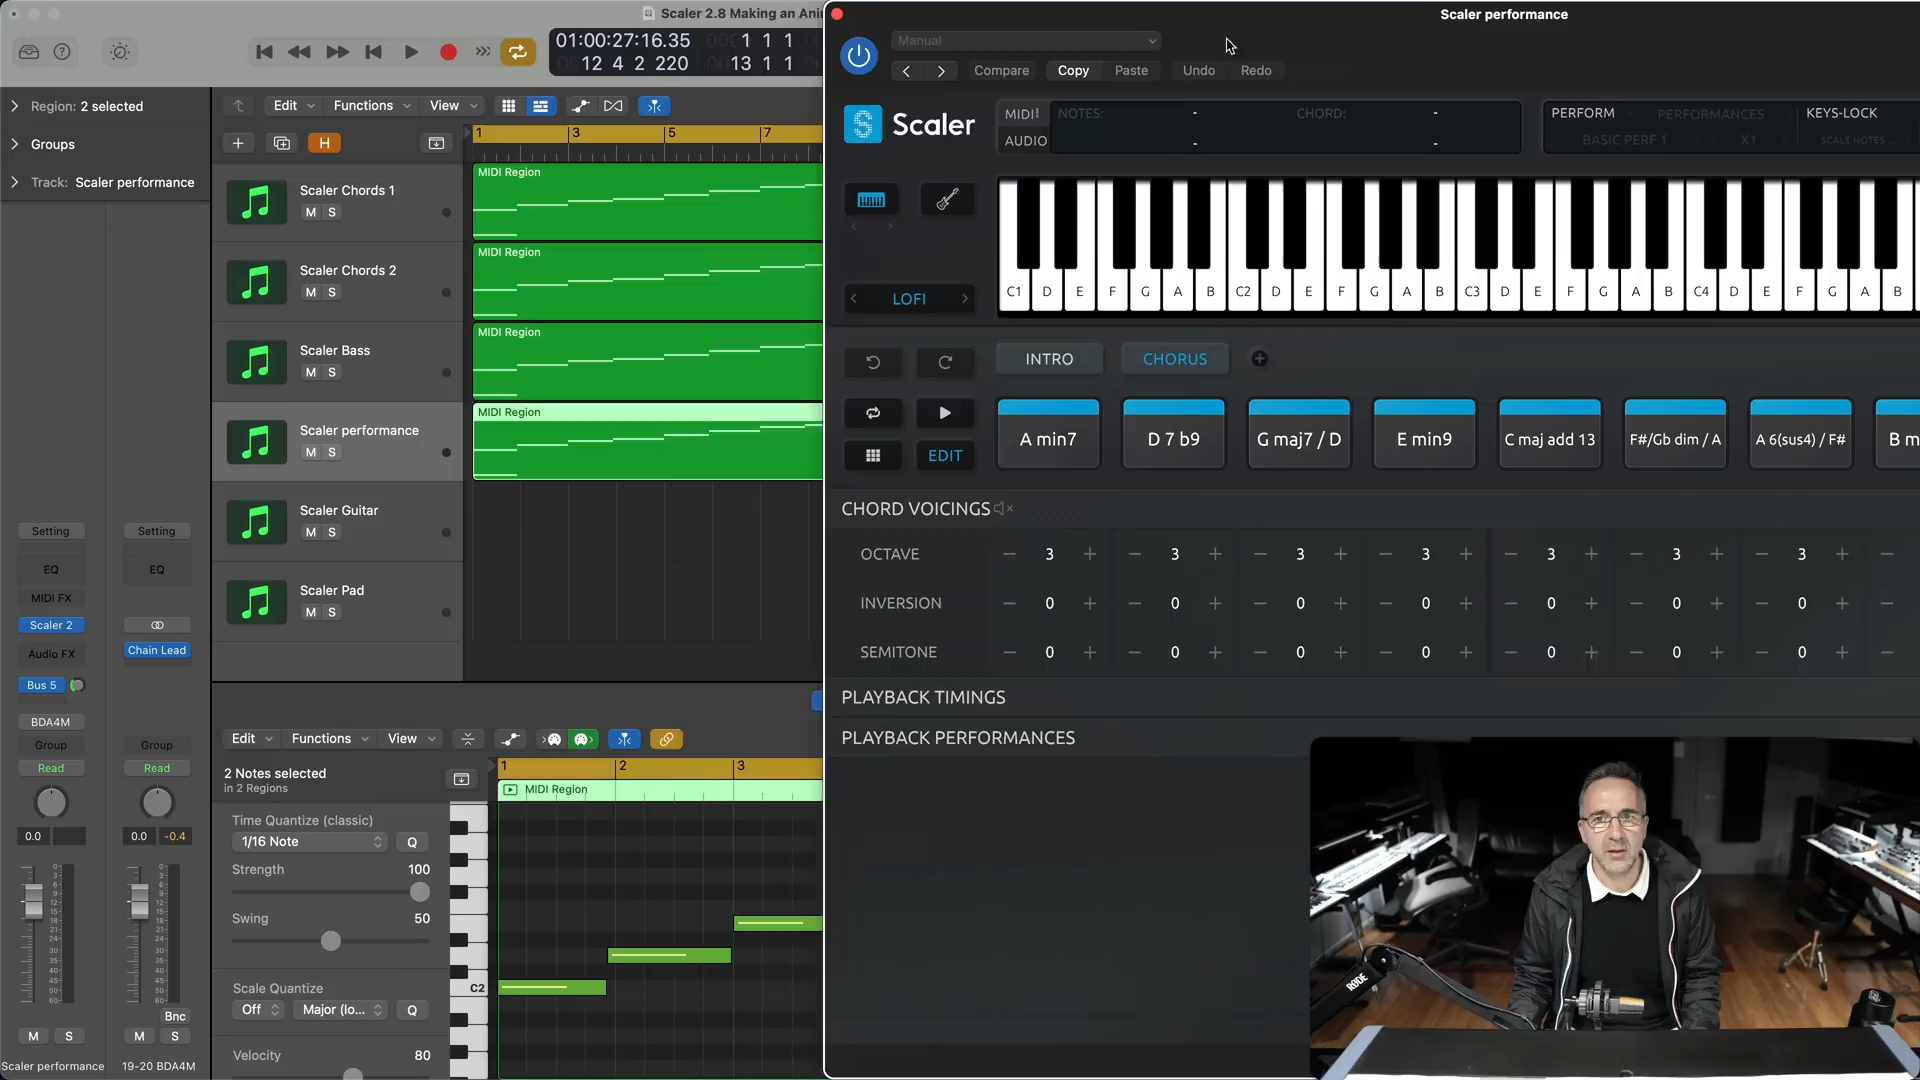 Scaler 2.8 Making an Ani
Scaler performance
01:00:27:16.35
1 1 1
12 4 2 220
13 1 1
Manual
Compare
Copy
Paste
Undo
Redo
Region: 2 selected
Groups
Track: Scaler performance
Edit
Functions
View
H
1
3
5
7
Scaler Chords 1
M S
MIDI Region
Scaler Chords 2
M S
MIDI Region
Scaler Bass
M S
MIDI Region
Scaler performance
M S
MIDI Region
Scaler Guitar
M S
Scaler Pad
M S
Scaler
MIDI
AUDIO
NOTES: -
CHORD: -
-
-
PERFORM
PERFORMANCES
KEYS-LOCK
BASIC PERF 1
X1
SCALE NOTES ...
C1 D E F G A B C2 D E F G A B C3 D E F G A B C4 D E F G A B
LOFI
INTRO
CHORUS
EDIT
A min7
D 7 b9
G maj7 / D
E min9
C maj add 13
F#/Gb dim / A
A 6(sus4) / F#
B m
CHORD VOICINGS
OCTAVE
3 3 3 3 3 3 3
INVERSION
0 0 0 0 0 0 0
SEMITONE
0 0 0 0 0 0 0
PLAYBACK TIMINGS
PLAYBACK PERFORMANCES
Setting
Setting
EQ
EQ
MIDI FX
Scaler 2
Audio FX
Chain Lead
Bus 5
BDA4M
Group
Group
Read
Read
0.0
0.0
-0.4
Bnc
M S
M S
Scaler performance
19-20 BDA4M
Edit
Functions
View
2 Notes selected
in 2 Regions
1
2
3
MIDI Region
Time Quantize (classic)
1/16 Note
Q
Strength
100
Swing
50
Scale Quantize
Off
Major (Io...
Q
Velocity
80
C2
RØDE